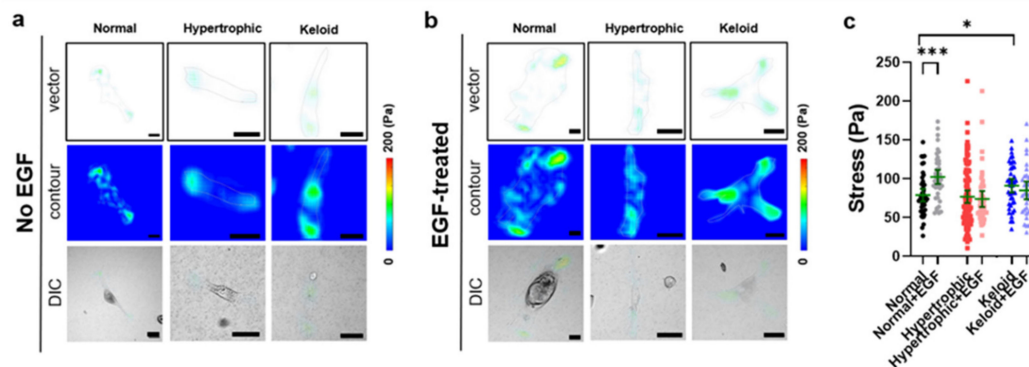 a
Normal
Hypertrophic
Keloid
No EGF
vector
contour
DIC
200 (Pa)
0
b
Normal
Hypertrophic
Keloid
EGF-treated
vector
contour
DIC
200 (Pa)
0
c
*
***
Stress (Pa)
250
200
150
100
50
0
Normal
Normal+EGF
Hypertrophic
Hypertrophic+EGF
Keloid
Keloid+EGF